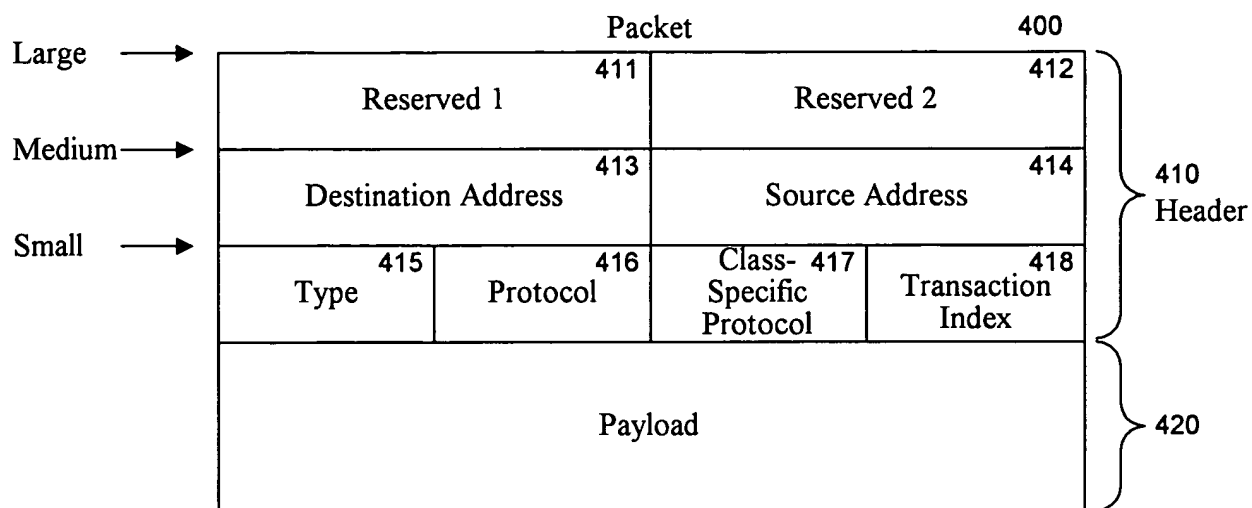 Packet 400
Large
411 412
Reserved 1 Reserved 2
Medium
413 414
Destination Address Source Address
410
Header
Small
415 416 Class- 417 418
Type Protocol Specific Transaction
Protocol Index
Payload
420